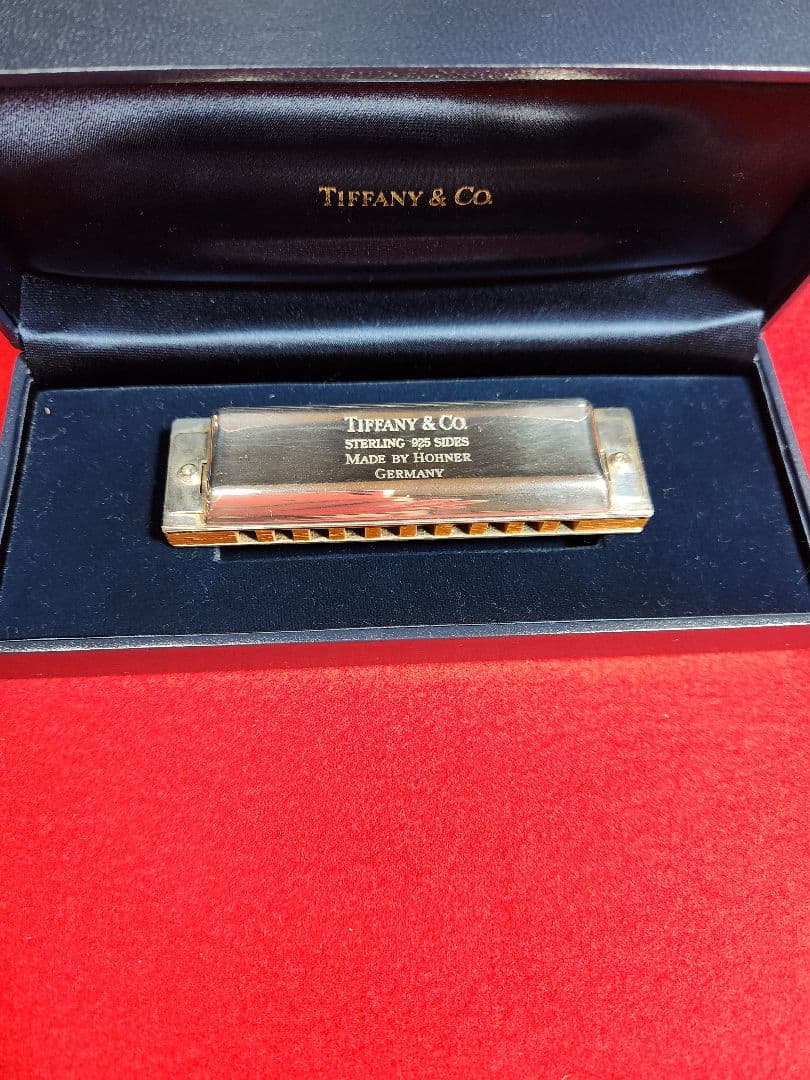 TIFFANY & CO.
TIFFANY & CO.
STERLING 925 SIDES
MADE BY HOHNER
GERMANY